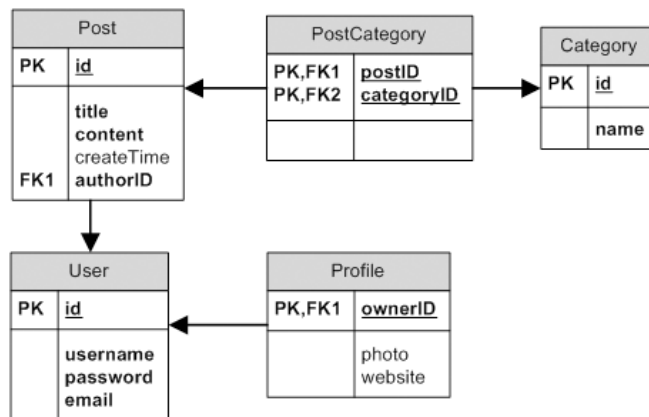 Post
PK id
title
content
createTime
FK1 authorID
PostCategory
PK,FK1 postID
PK,FK2 categoryID
Category
PK id
name
User
PK id
username
password
email
Profile
PK,FK1 ownerID
photo
website